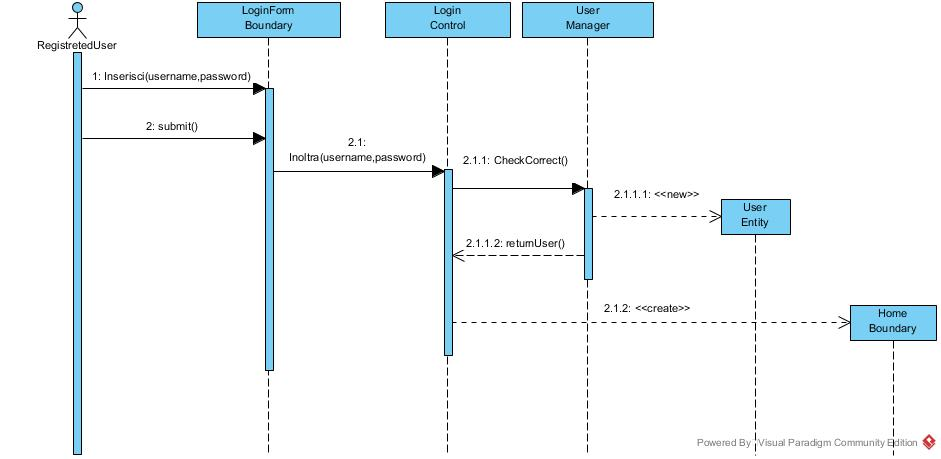 LoginForm
Boundary
Login
Control
User
Manager
RegistretedUser
1: Inserisci(username,password)
2: submit()
2.1:
Inoltra(username,password)
2.1.1: CheckCorrect()
2.1.1.1: <<new>>
User
Entity
2.1.1.2: returnUser()
2.1.2: <<create>>
Home
Boundary
Powered By Visual Paradigm Community Edition